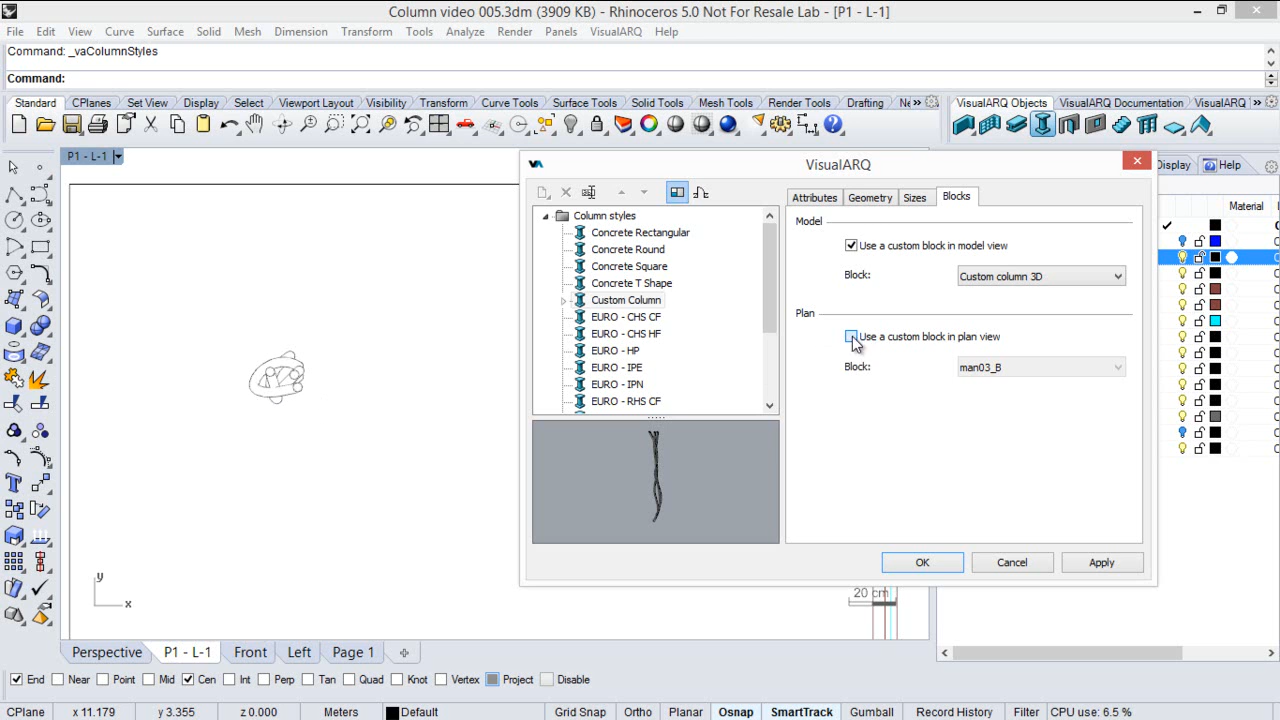 Column video 005.3dm (3909 KB) - Rhinoceros 5.0 Not For Resale Lab - [P1 - L-1]
File Edit View Curve Surface Solid Mesh Dimension Transform Tools Analyze Render Panels VisualARQ Help
Command: _vaColumnStyles
Command:
Standard CPlanes Set View Display Select Viewport Layout Visibility Transform Curve Tools Surface Tools Solid Tools Mesh Tools Render Tools Drafting VisualARQ Objects VisualARQ Documentation VisualARQ
P1 - L-1
VisualARQ
Display Help
Attributes Geometry Sizes Blocks
Material
Column styles
Concrete Rectangular
Concrete Round
Concrete Square
Concrete T Shape
Custom Column
EURO - CHS CF
EURO - CHS HF
EURO - HP
EURO - IPE
EURO - IPN
EURO - RHS CF
Model
Use a custom block in model view
Block: Custom column 3D
Plan
Use a custom block in plan view
Block: man03_B
OK Cancel Apply
y
x
20 cm
Perspective P1 - L-1 Front Left Page 1
End Near Point Mid Cen Int Perp Tan Quad Knot Vertex Project Disable
CPlane x 11.179 y 3.355 z 0.000 Meters Default Grid Snap Ortho Planar Osnap SmartTrack Gumball Record History Filter CPU use: 6.5 %